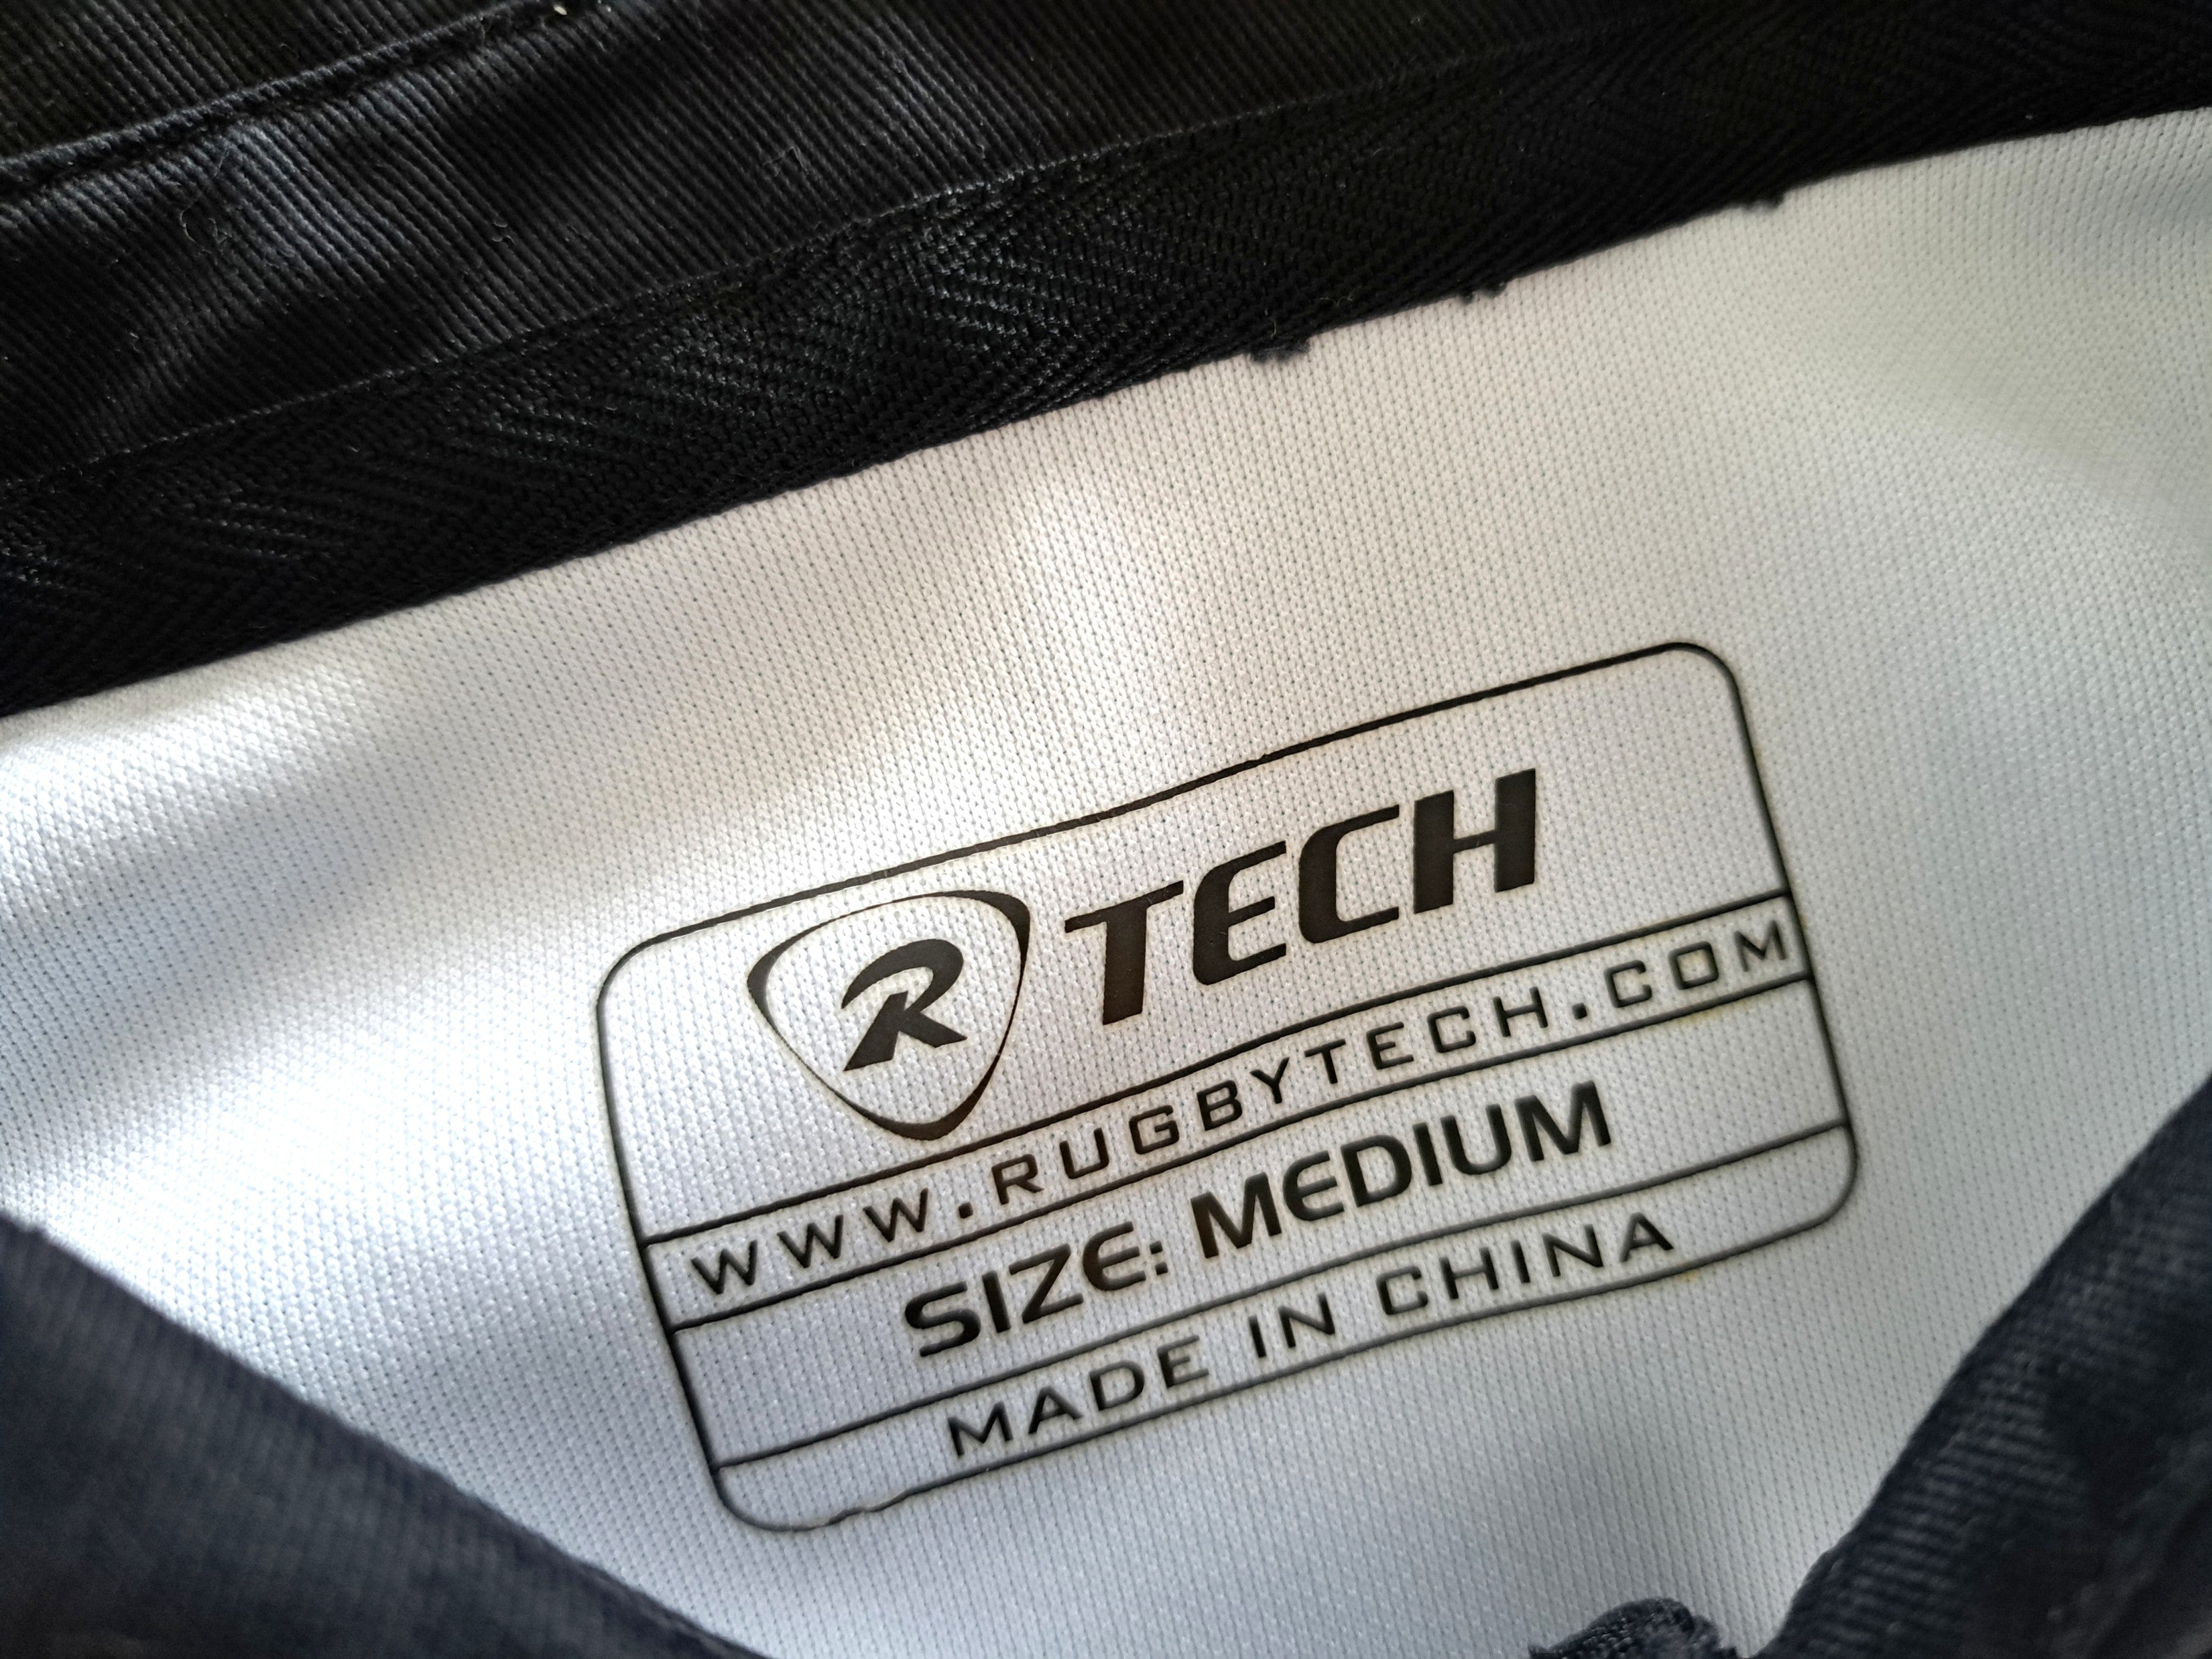 R TECH
WWW.RUGBYTECH.COM
SIZE: MEDIUM
MADE IN CHINA